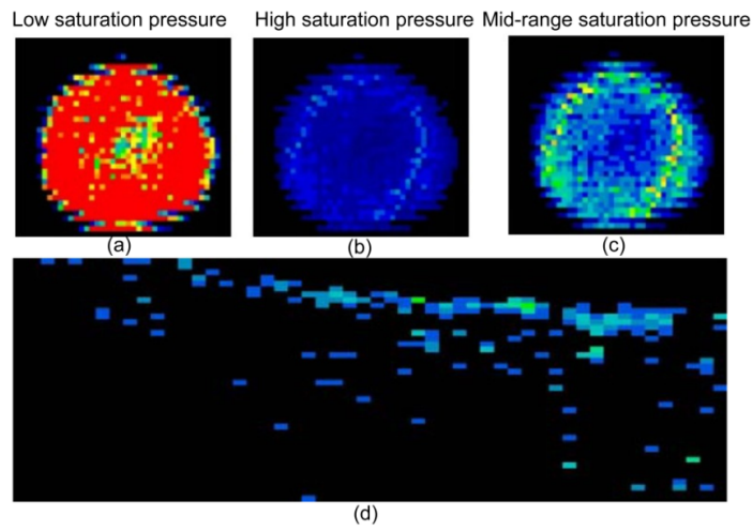 Low saturation pressure
High saturation pressure
Mid-range saturation pressure
(a)
(b)
(c)
(d)